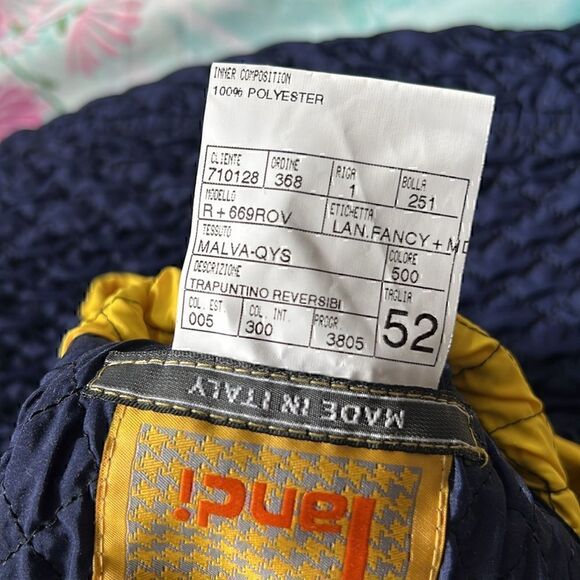 INNER COMPOSITION
100% POLYESTER
CLIENTE ORDINE RIGA BOLLA
710128 368 1 251
MODELLO ETICHETTA
R+669ROV LAN.FANCY+MD
TESSUTO COLORE
MALVA-QYS 500
DESCRIZIONE TAGLIA
TRAPUNTINO REVERSIBI 52
COL. EST. COL. INT. PROGR.
005 300 3805
MADE IN ITALY